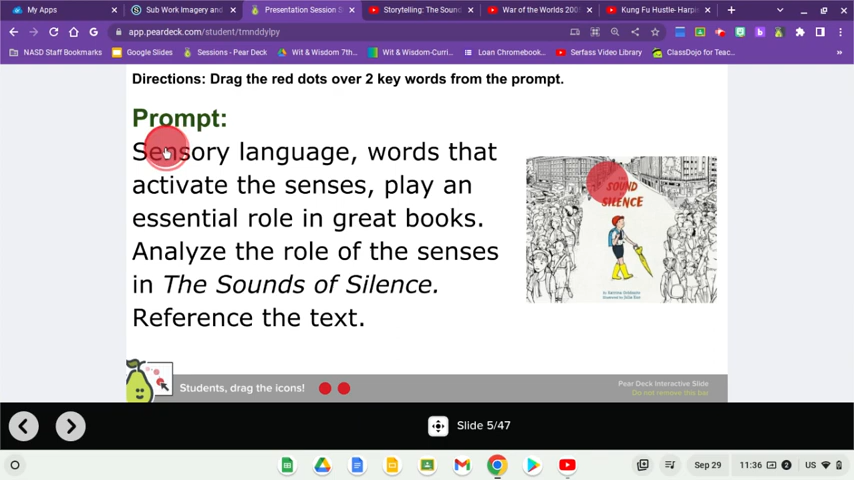 My Apps
Sub Work Imagery and
Presentation Session S
Storytelling: The Soun
War of the Worlds 200
Kung Fu Hustle- Harpi
app.peardeck.com/student/tmnddylpy
NASD Staff Bookmarks
Google Slides
Sessions - Pear Deck
Wit & Wisdom 7th...
Wit & Wisdom-Curri...
Loan Chromebook...
Serfass Video Library
ClassDojo for Teac...
Directions: Drag the red dots over 2 key words from the prompt.
Prompt:
Sensory language, words that
activate the senses, play an
essential role in great books.
Analyze the role of the senses
in The Sounds of Silence.
Reference the text.
SOUND
SILENCE
Students, drag the icons!
Pear Deck Interactive Slide
Do not remove this bar
Slide 5/47
Sep 29
11:36
2
US